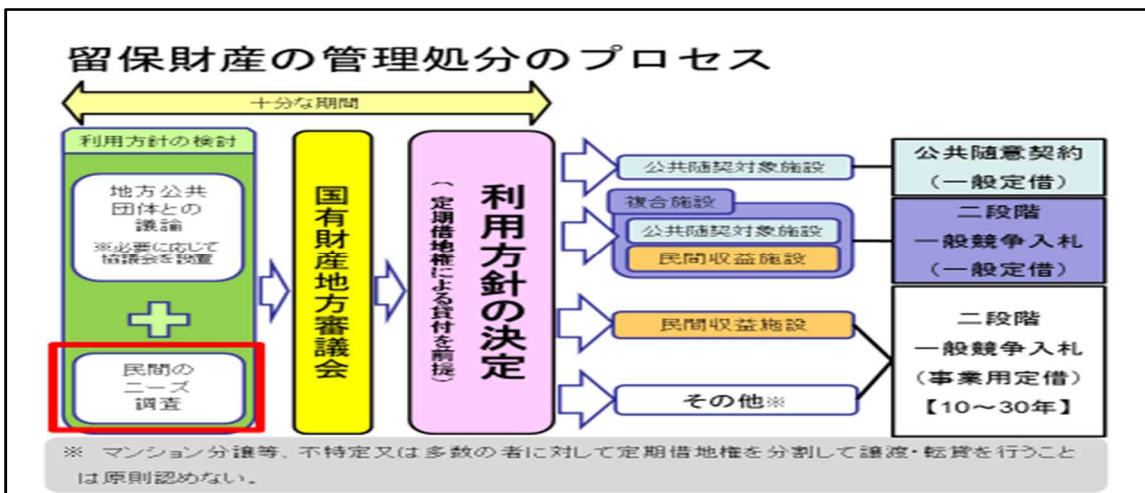 留保財産の管理処分のプロセス
十分な期間
利用方針の検討
地方公共
団体との
議論
※必要に応じて
協議会を設置
民間の
ニーズ
調査
国有財産地方審議会
利用方針の決定
(定期借地権による貸付を前提)
公共随契対象施設
複合施設
公共随契対象施設
民間収益施設
民間収益施設
その他※
公共随意契約
(一般定借)
二段階
一般競争入札
(一般定借)
二段階
一般競争入札
(事業用定借)
【10～30年】
※ マンション分譲等、不特定又は多数の者に対して定期借地権を分割して譲渡・転貸を行うこと
は原則認めない。